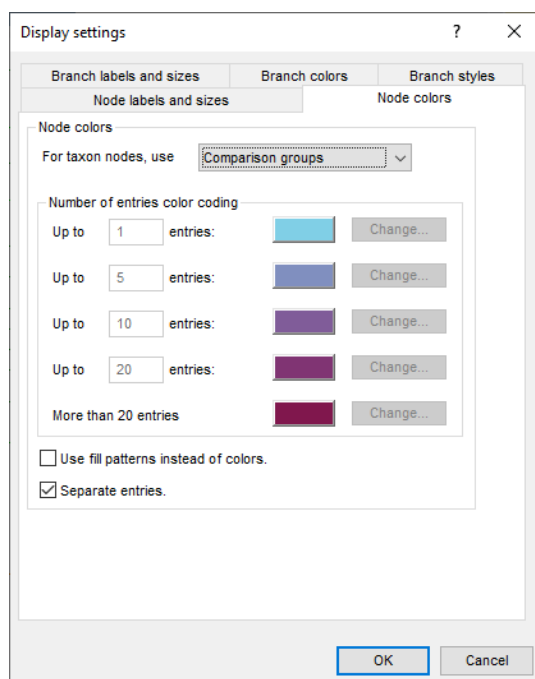 Display settings ?
Branch labels and sizes Branch colors Branch styles
Node labels and sizes Node colors
Node colors
For taxon nodes, use Comparison groups
Number of entries color coding
Up to 1 entries: Change...
Up to 5 entries: Change...
Up to 10 entries: Change...
Up to 20 entries: Change...
More than 20 entries Change...
Use fill patterns instead of colors.
Separate entries.
OK Cancel